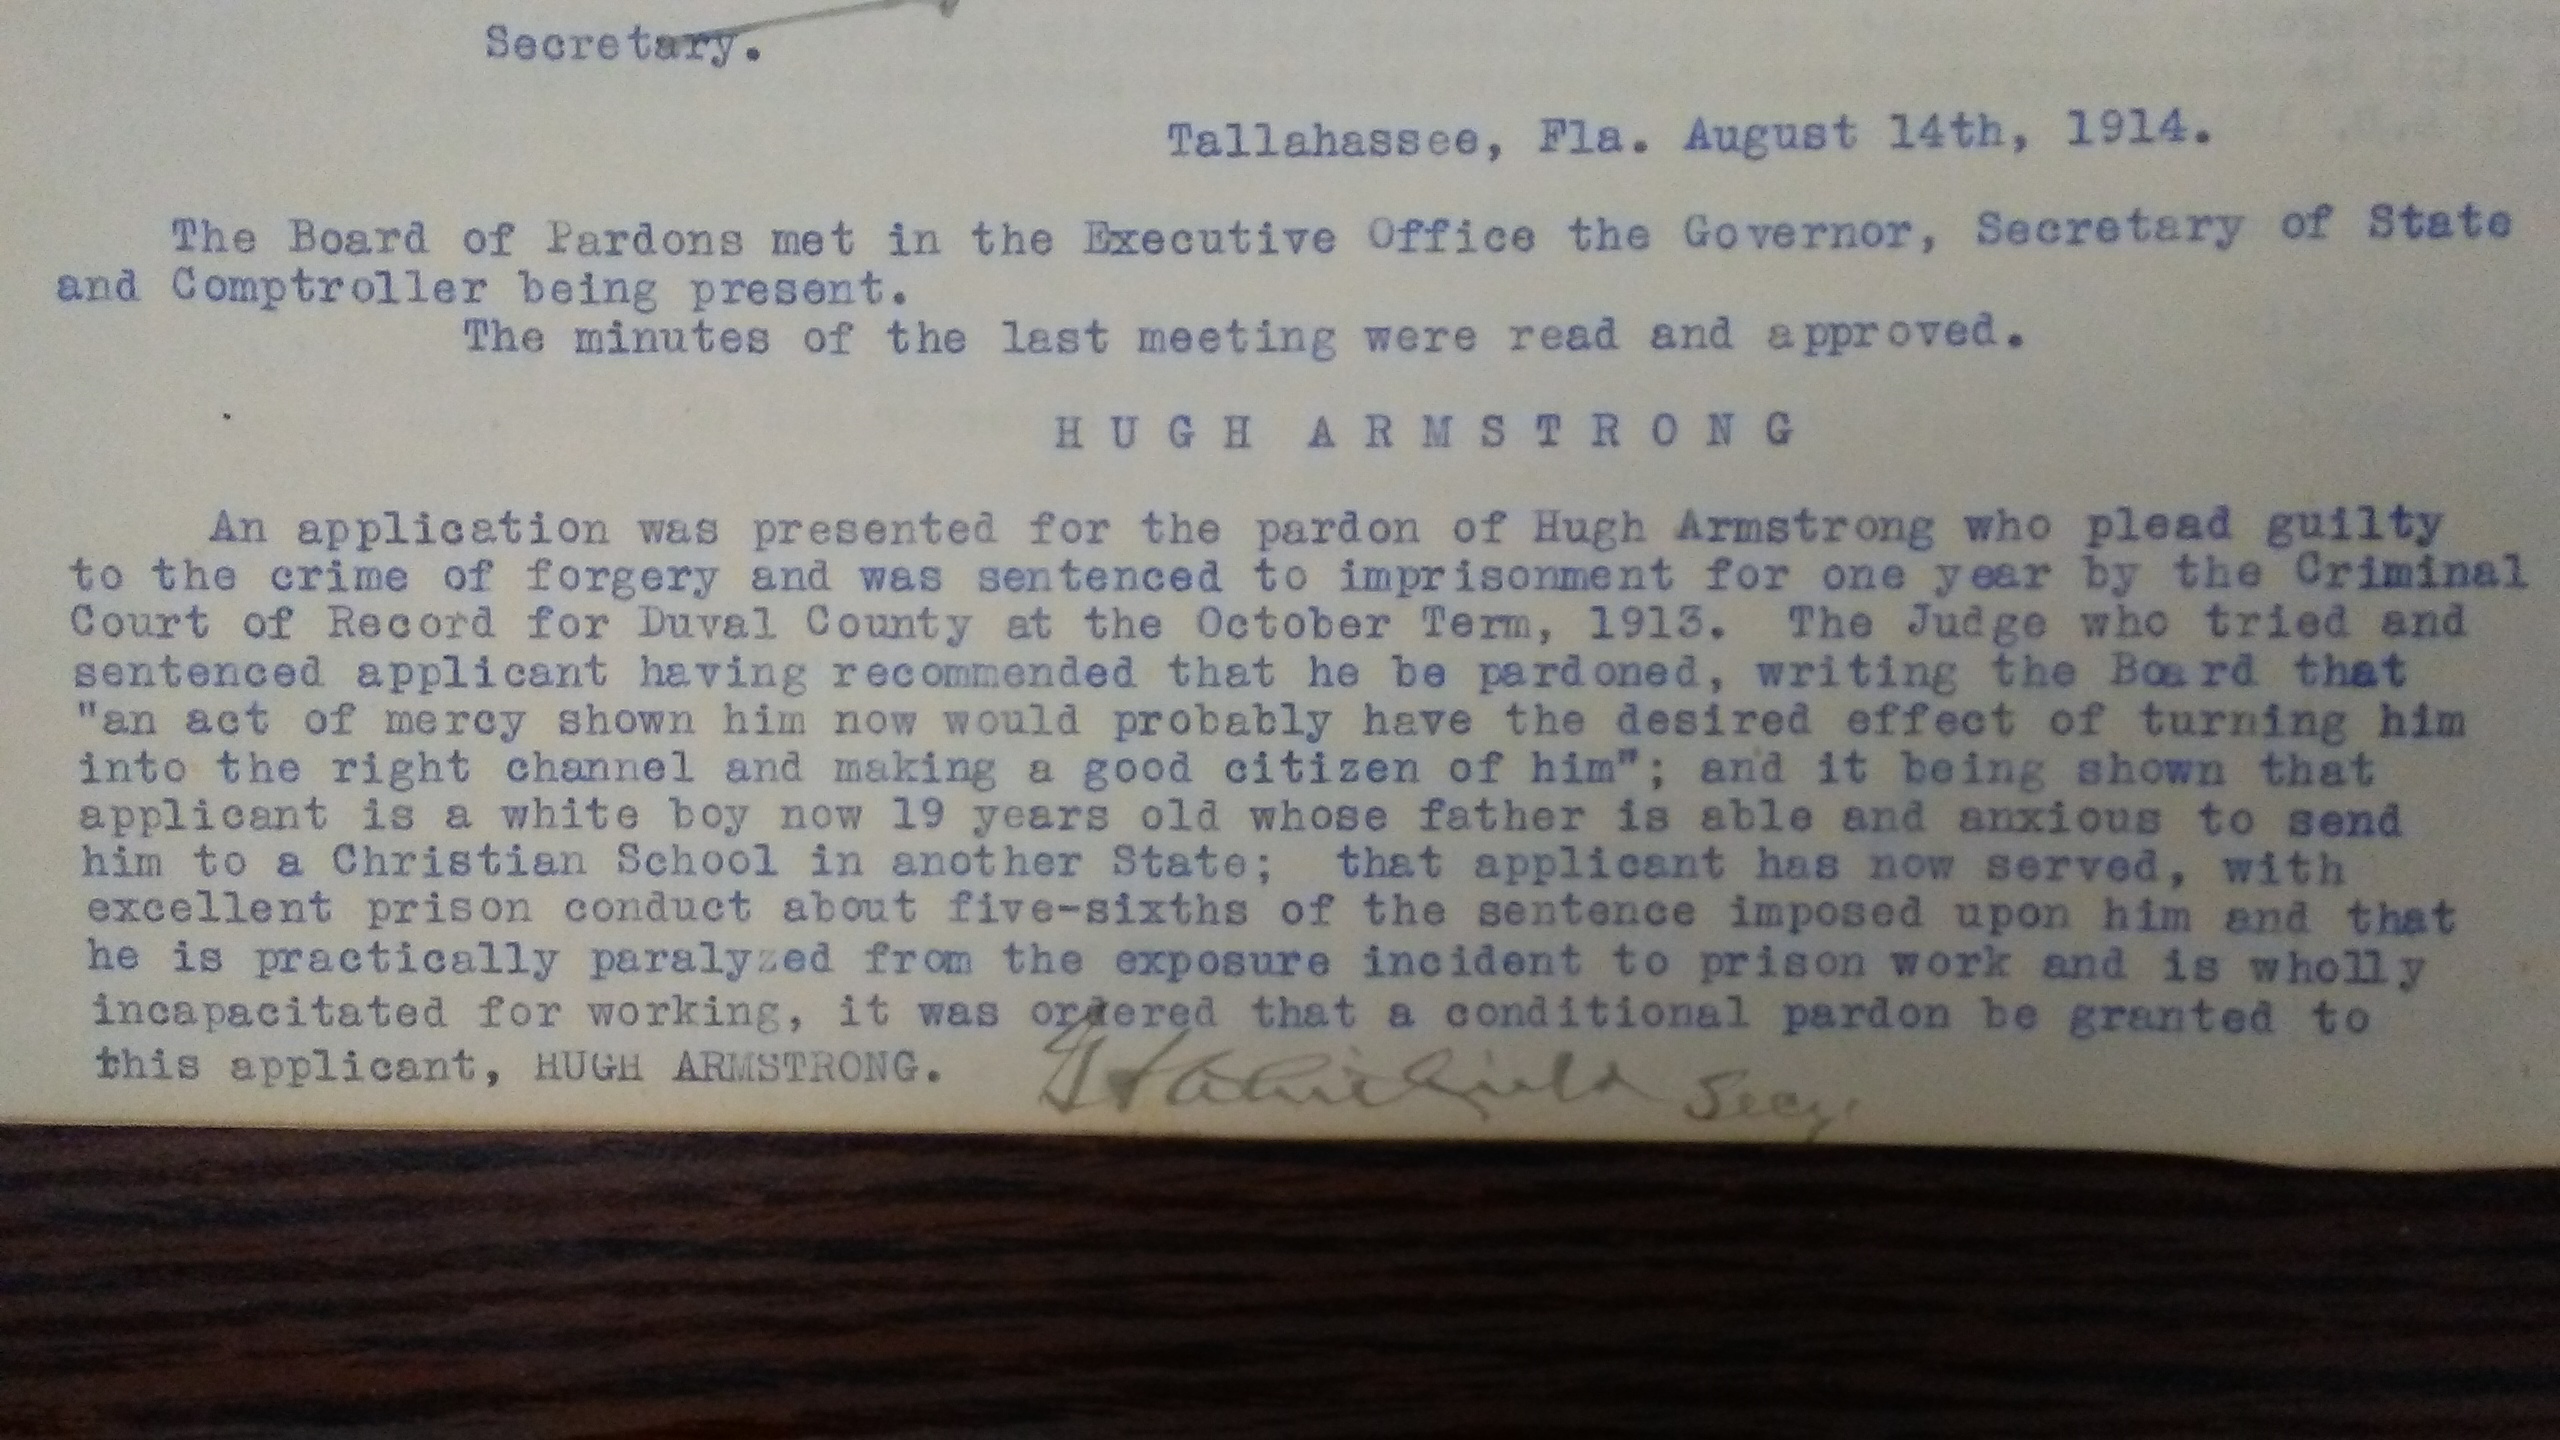 Secretary.
Tallahassee, Fla. August 14th, 1914.
The Board of Pardons met in the Executive Office the Governor, Secretary of State
and Comptroller being present.
The minutes of the last meeting were read and approved.
HUGH ARMSTRONG
An application was presented for the pardon of Hugh Armstrong who plead guilty
to the crime of forgery and was sentenced to imprisonment for one year by the Criminal
Court of Record for Duval County at the October Term, 1913. The Judge who tried and
sentenced applicant having recommended that he be pardoned, writing the Board that
"an act of mercy shown him now would probably have the desired effect of turning him
into the right channel and making a good citizen of him"; and it being shown that
applicant is a white boy now 19 years old whose father is able and anxious to send
him to a Christian School in another State; that applicant has now served, with
excellent prison conduct about five-sixths of the sentence imposed upon him and that
he is practically paralyzed from the exposure incident to prison work and is wholly
incapacitated for working, it was ordered that a conditional pardon be granted to
this applicant, HUGH ARMSTRONG.
Secy.